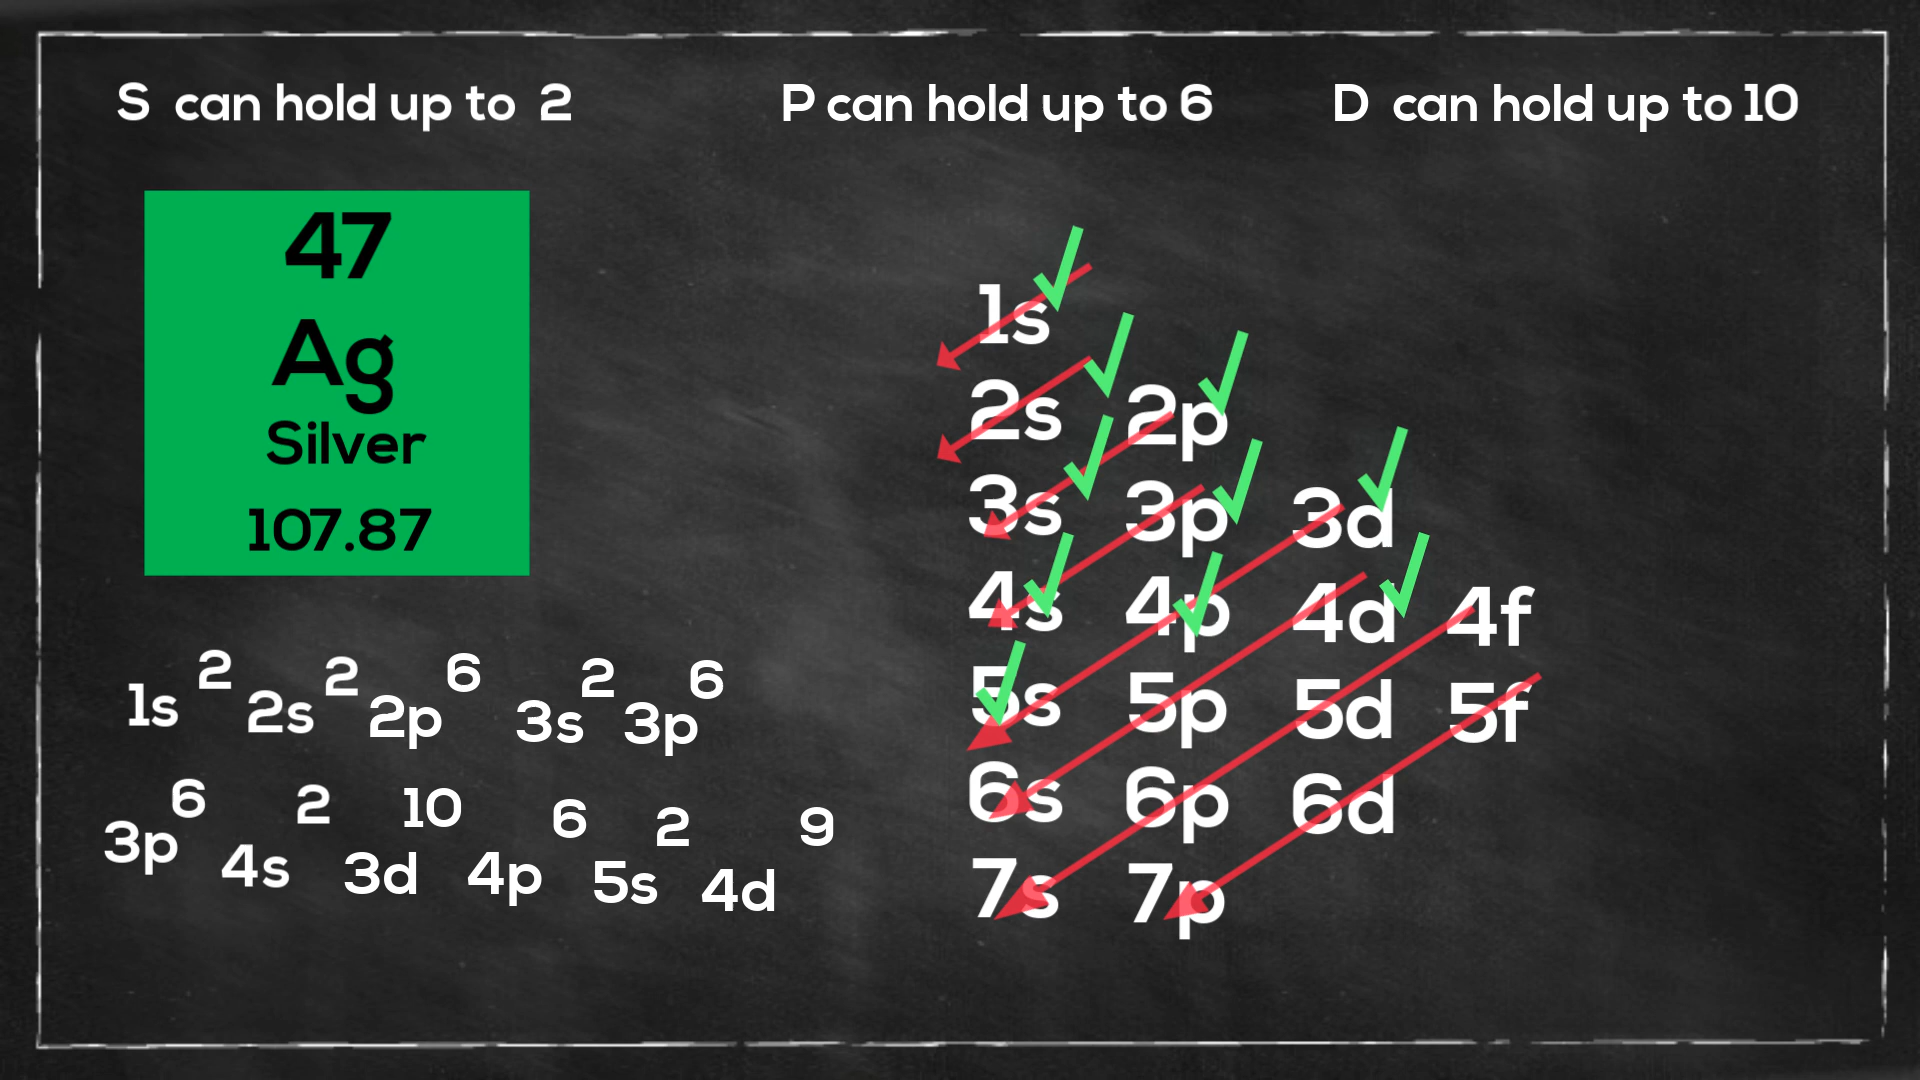 S can hold up to 2 P can hold up to 6 D can hold up to 10
47
Ag
Silver
107.87
1s² 2s² 2p⁶ 3s² 3p⁶
3p⁶ 4s² 3d¹⁰ 4p⁶ 5s² 4d⁹
1s
2s 2p
3s 3p 3d
4s 4p 4d 4f
5s 5p 5d 5f
6s 6p 6d
7s 7p